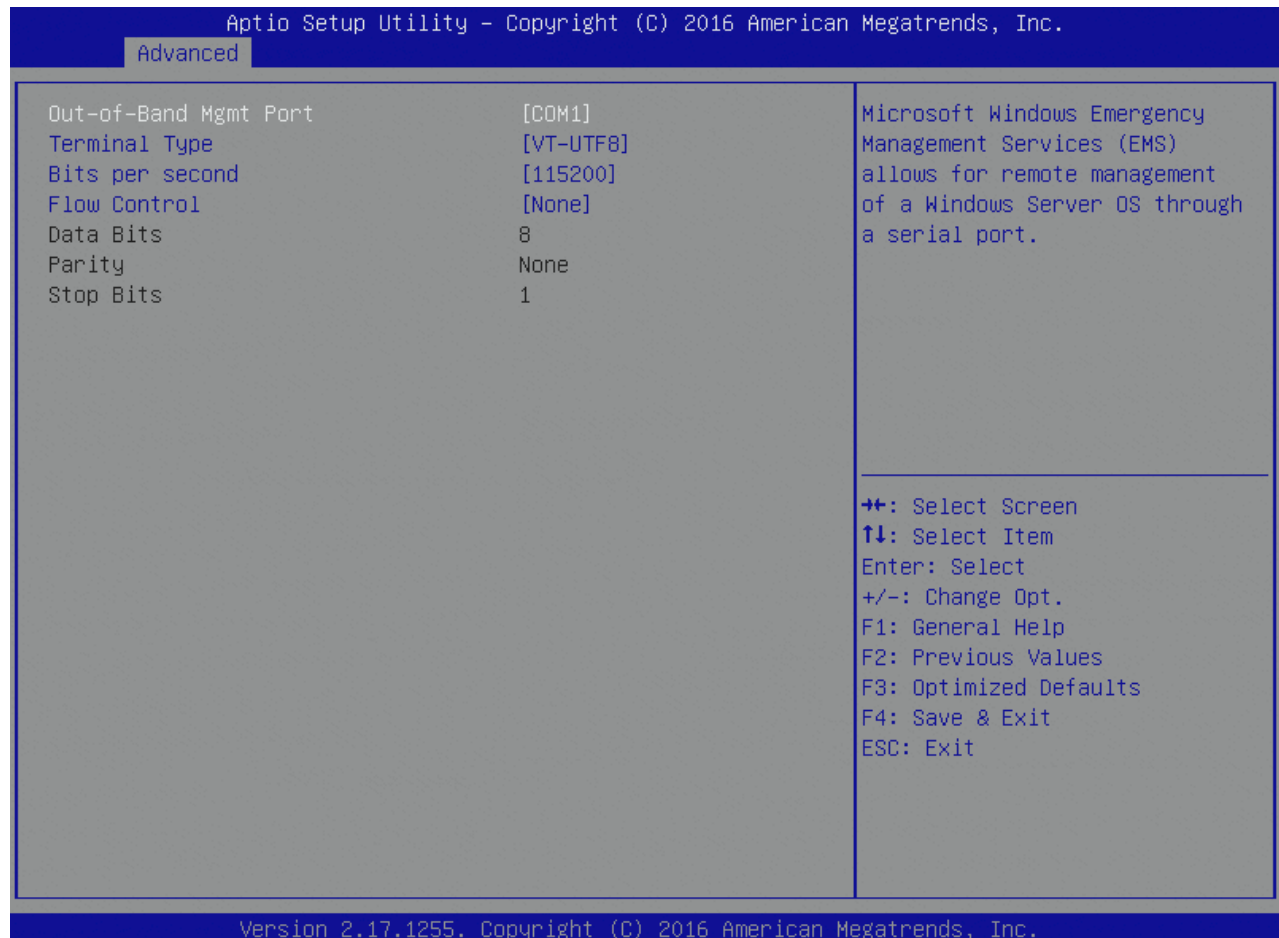 Aptio Setup Utility – Copyright (C) 2016 American Megatrends, Inc.
Advanced
Out-of-Band Mgmt Port [COM1]
Terminal Type [VT-UTF8]
Bits per second [115200]
Flow Control [None]
Data Bits 8
Parity None
Stop Bits 1
Microsoft Windows Emergency
Management Services (EMS)
allows for remote management
of a Windows Server OS through
a serial port.
→←: Select Screen
↑↓: Select Item
Enter: Select
+/-: Change Opt.
F1: General Help
F2: Previous Values
F3: Optimized Defaults
F4: Save & Exit
ESC: Exit
Version 2.17.1255. Copyright (C) 2016 American Megatrends, Inc.